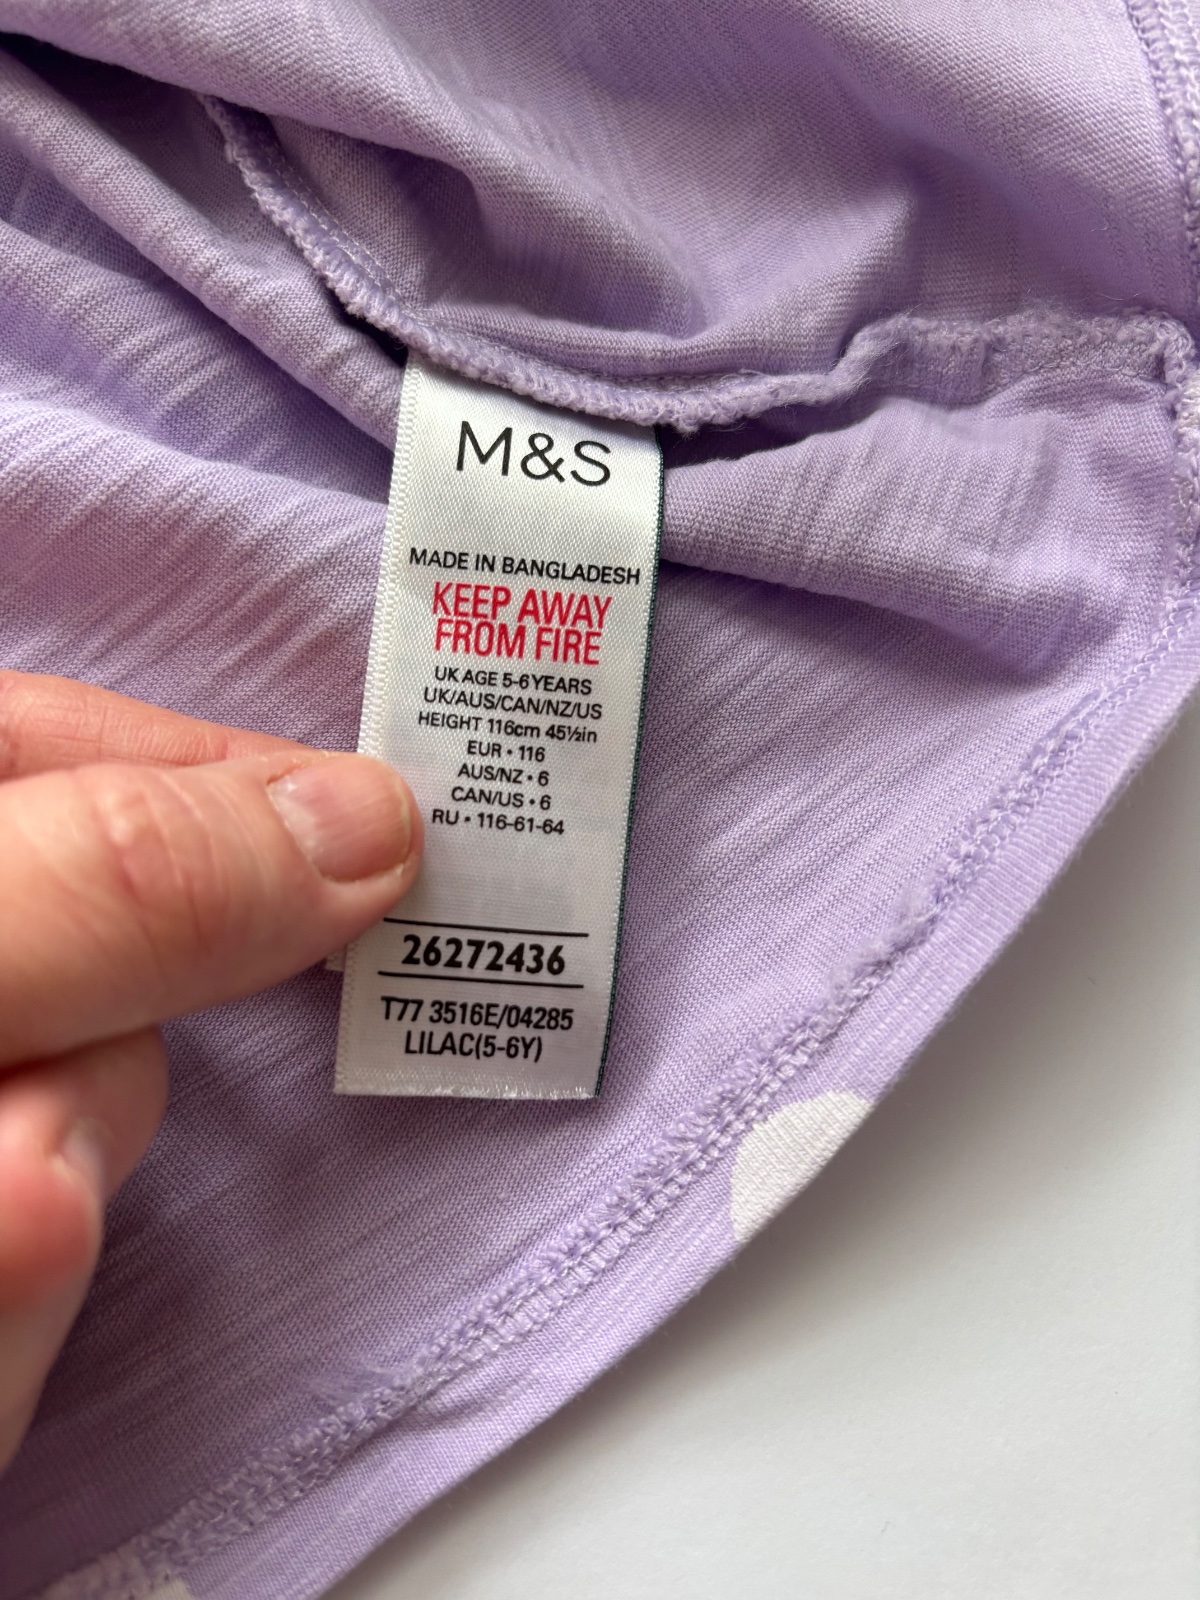 M&S
MADE IN BANGLADESH
KEEP AWAY
FROM FIRE
UK AGE 5-6 YEARS
UK/AUS/CAN/NZ/US
HEIGHT 116cm 45½in
EUR • 116
AUS/NZ • 6
CAN/US • 6
RU • 116-61-64
26272436
T77 3516E/04285
LILAC(5-6Y)